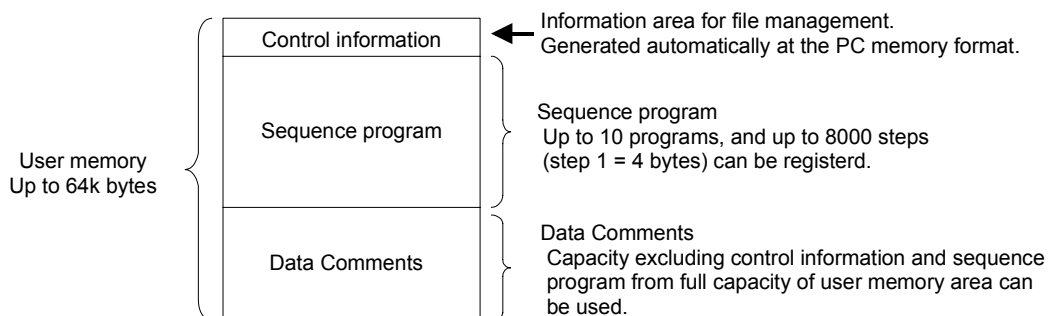 Control information
Information area for file management.
Generated automatically at the PC memory format.
Sequence program
Sequence program
Up to 10 programs, and up to 8000 steps
(step 1 = 4 bytes) can be registerd.
User memory
Up to 64k bytes
Data Comments
Data Comments
Capacity excluding control information and sequence
program from full capacity of user memory area can
be used.